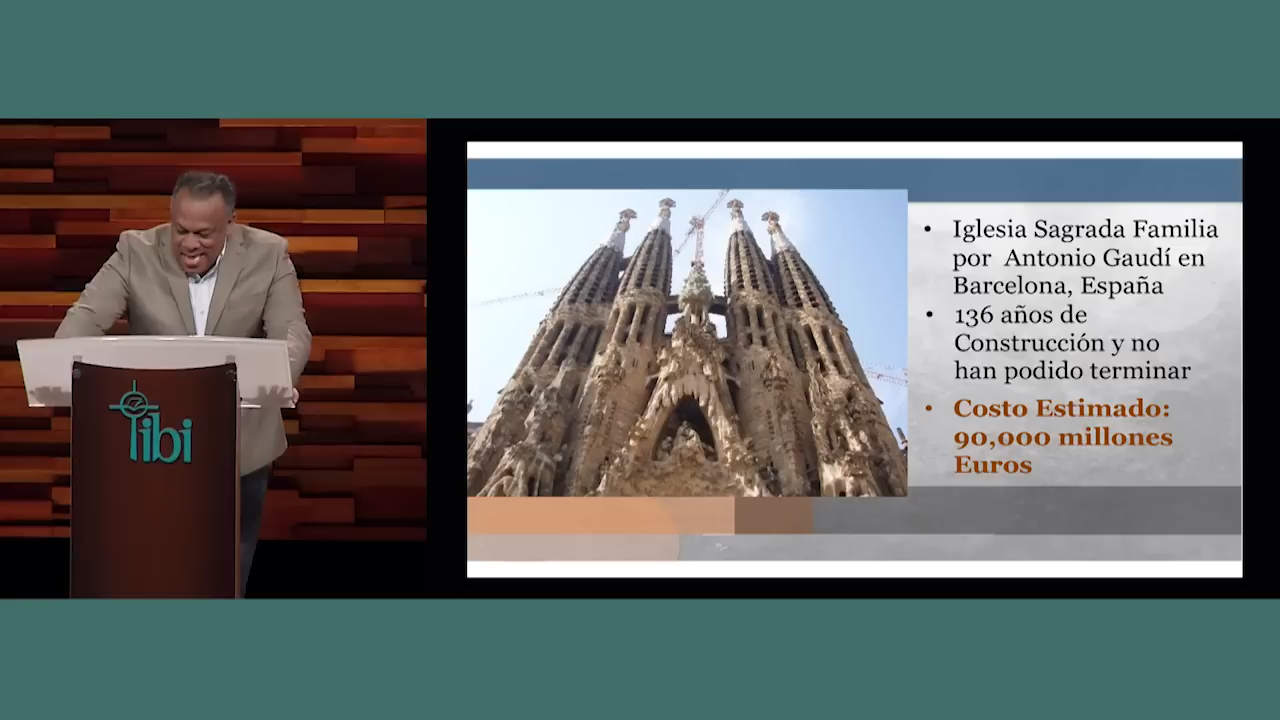 tibi
• Iglesia Sagrada Familia
por Antonio Gaudí en
Barcelona, España
• 136 años de
Construcción y no
han podido terminar
• Costo Estimado:
90,000 millones
Euros